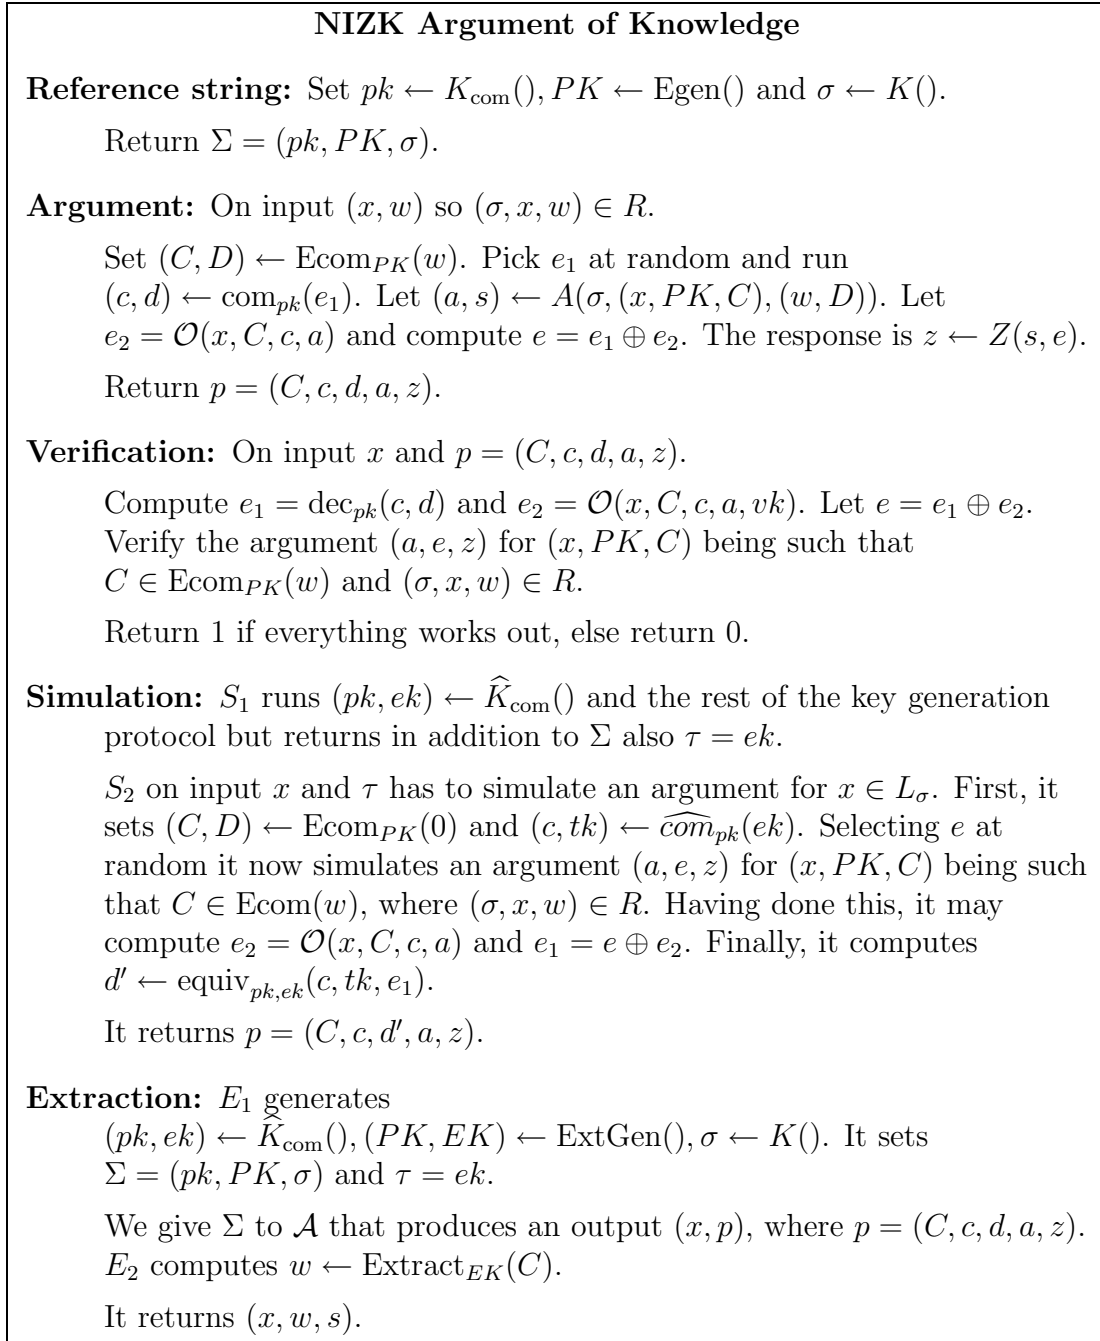 NIZK Argument of Knowledge
Reference string: Set pk ← K_com(), PK ← Egen() and σ ← K().
Return Σ = (pk, PK, σ).
Argument: On input (x, w) so (σ, x, w) ∈ R.
Set (C, D) ← Ecom_PK(w). Pick e_1 at random and run
(c, d) ← com_pk(e_1). Let (a, s) ← A(σ, (x, PK, C), (w, D)). Let
e_2 = 𝒪(x, C, c, a) and compute e = e_1 ⊕ e_2. The response is z ← Z(s, e).
Return p = (C, c, d, a, z).
Verification: On input x and p = (C, c, d, a, z).
Compute e_1 = dec_pk(c, d) and e_2 = 𝒪(x, C, c, a, vk). Let e = e_1 ⊕ e_2.
Verify the argument (a, e, z) for (x, PK, C) being such that
C ∈ Ecom_PK(w) and (σ, x, w) ∈ R.
Return 1 if everything works out, else return 0.
Simulation: S_1 runs (pk, ek) ← K̂_com() and the rest of the key generation
protocol but returns in addition to Σ also τ = ek.
S_2 on input x and τ has to simulate an argument for x ∈ L_σ. First, it
sets (C, D) ← Ecom_PK(0) and (c, tk) ← \widehat{com}_pk(ek). Selecting e at
random it now simulates an argument (a, e, z) for (x, PK, C) being such
that C ∈ Ecom(w), where (σ, x, w) ∈ R. Having done this, it may
compute e_2 = 𝒪(x, C, c, a) and e_1 = e ⊕ e_2. Finally, it computes
d′ ← equiv_{pk,ek}(c, tk, e_1).
It returns p = (C, c, d′, a, z).
Extraction: E_1 generates
(pk, ek) ← K̂_com(), (PK, EK) ← ExtGen(), σ ← K(). It sets
Σ = (pk, PK, σ) and τ = ek.
We give Σ to 𝒜 that produces an output (x, p), where p = (C, c, d, a, z).
E_2 computes w ← Extract_EK(C).
It returns (x, w, s).